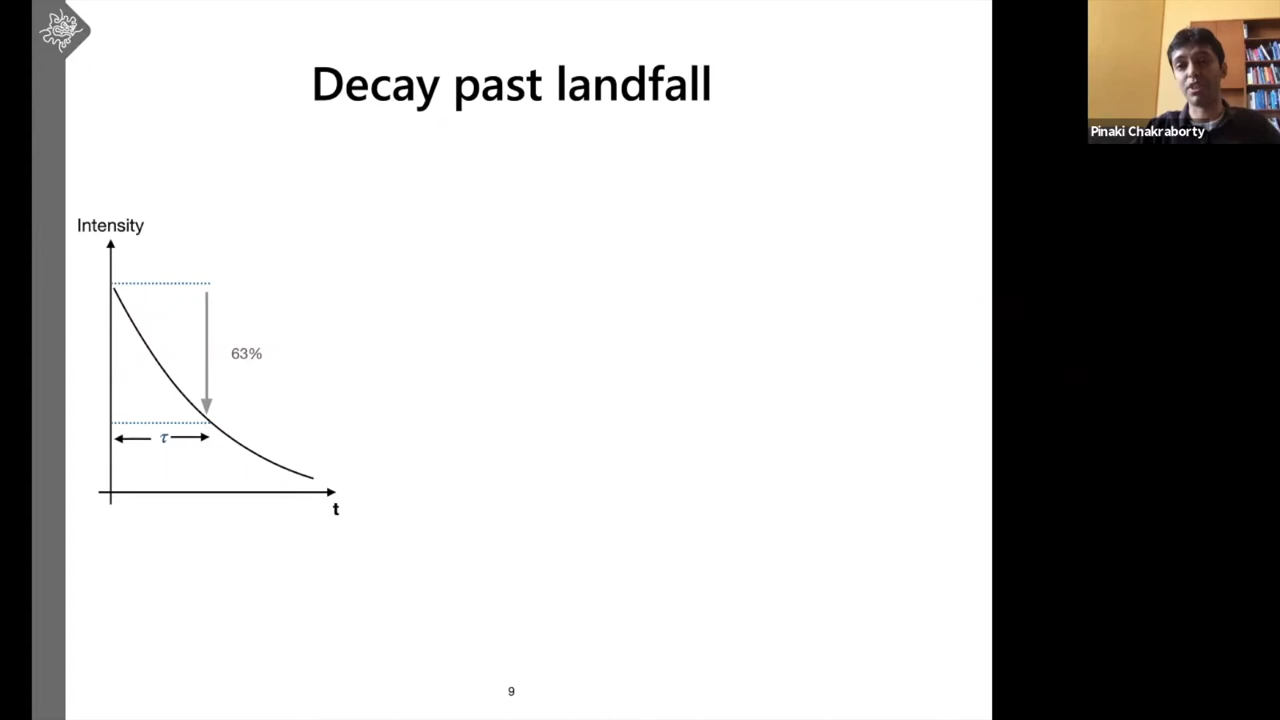 Decay past landfall
Pinaki Chakraborty
Intensity
63%
τ
t
9